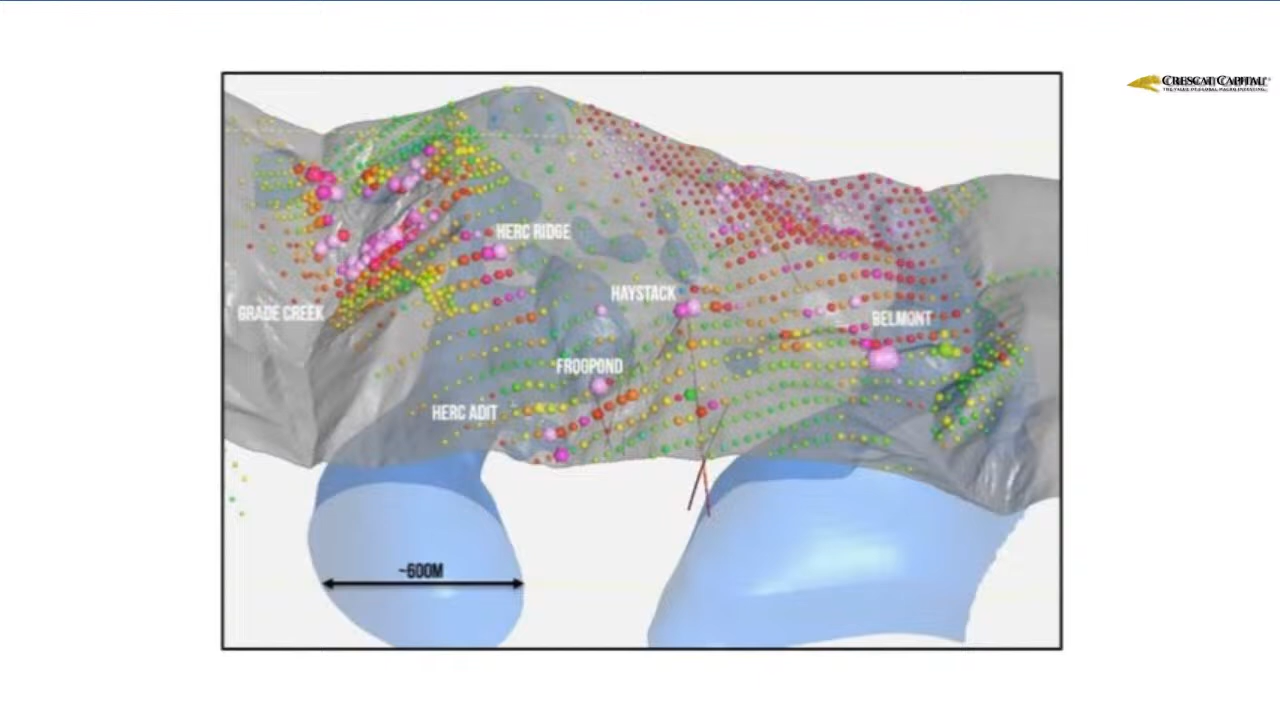 CRESCAT CAPITAL
HERC RIDGE
HAYSTACK
GRADE CREEK
BELMONT
FROGPOND
HERC ADIT
~600M